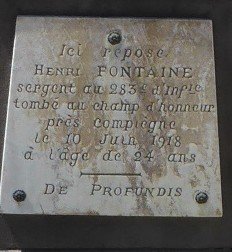 Ici repose
HENRI FONTAINE
sergent au 283e d'Infie
tombé au champ d'honneur
près Compiègne
le 10 Juin 1918
à l'âge de 24 ans
DE PROFUNDIS